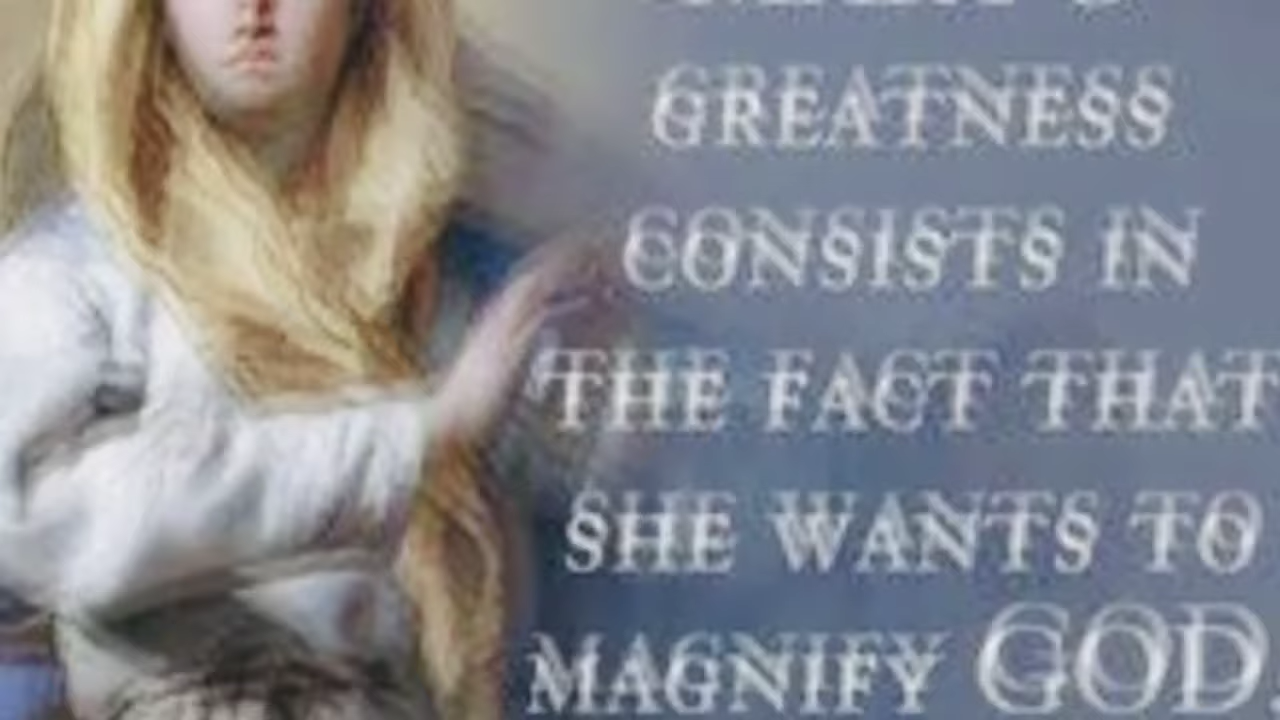 GREATNESS
CONSISTS IN
THE FACT THAT
SHE WANTS TO
MAGNIFY GOD.